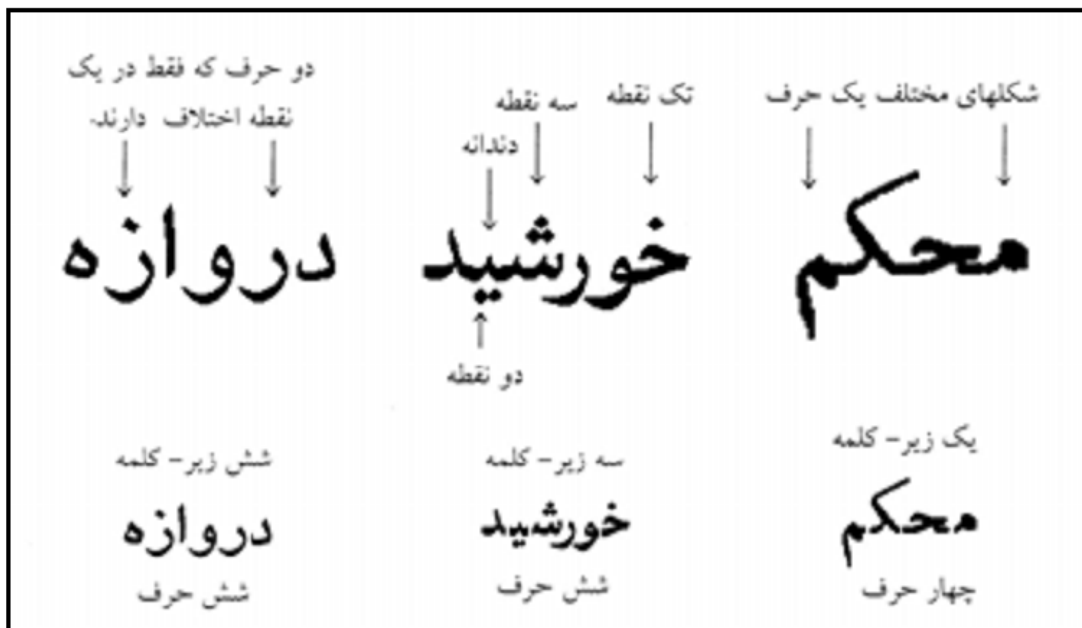 شکلهای مختلف یک حرف
تک نقطه
سه نقطه
دندانه
دو حرف که فقط در یک
نقطه اختلاف دارند.
محکم
خورشید
دروازه
دو نقطه
یک زیر-کلمه
سه زیر-کلمه
شش زیر-کلمه
محکم
خورشید
دروازه
چهار حرف
شش حرف
شش حرف